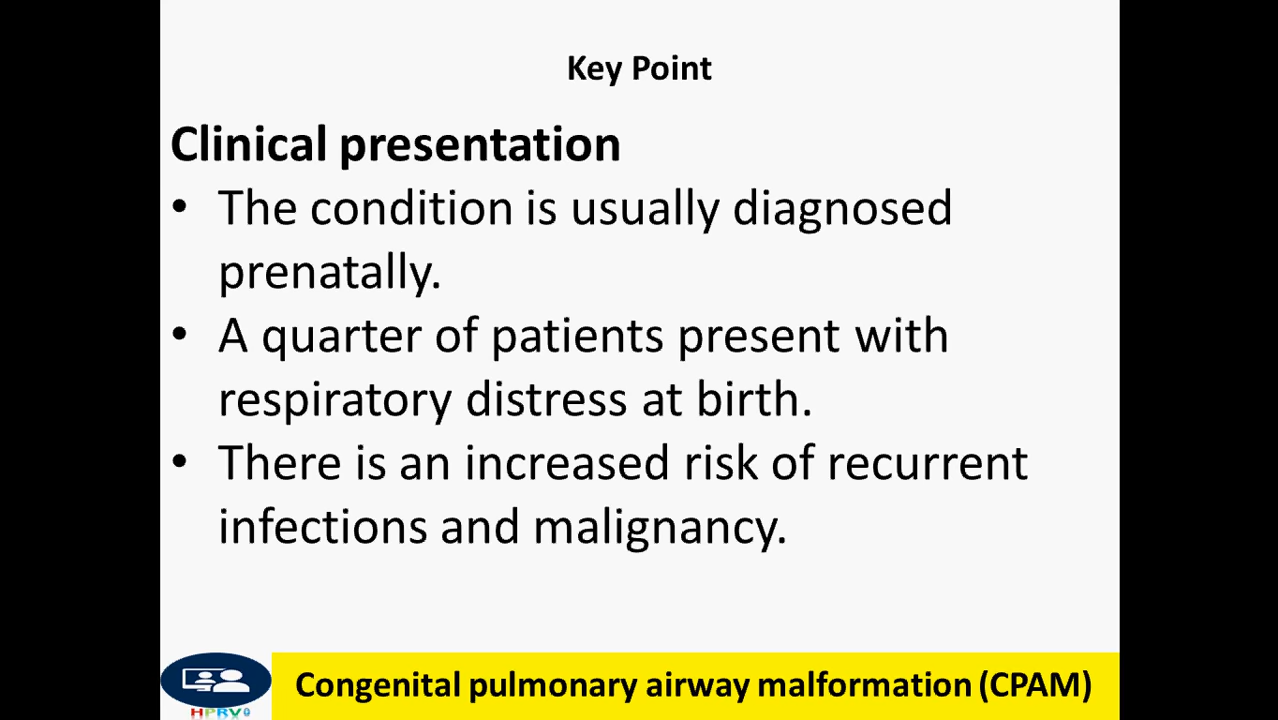 Key Point
Clinical presentation
• The condition is usually diagnosed
prenatally.
• A quarter of patients present with
respiratory distress at birth.
• There is an increased risk of recurrent
infections and malignancy.
HPRV
Congenital pulmonary airway malformation (CPAM)